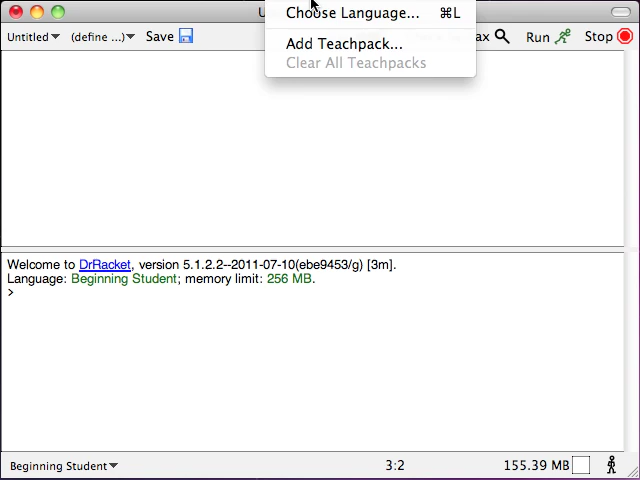 U
Choose Language... ⌘L
Untitled (define ...) Save Run Stop
Add Teachpack...
Clear All Teachpacks
Welcome to DrRacket, version 5.1.2.2--2011-07-10(ebe9453/g) [3m].
Language: Beginning Student; memory limit: 256 MB.
>
Beginning Student 3:2 155.39 MB